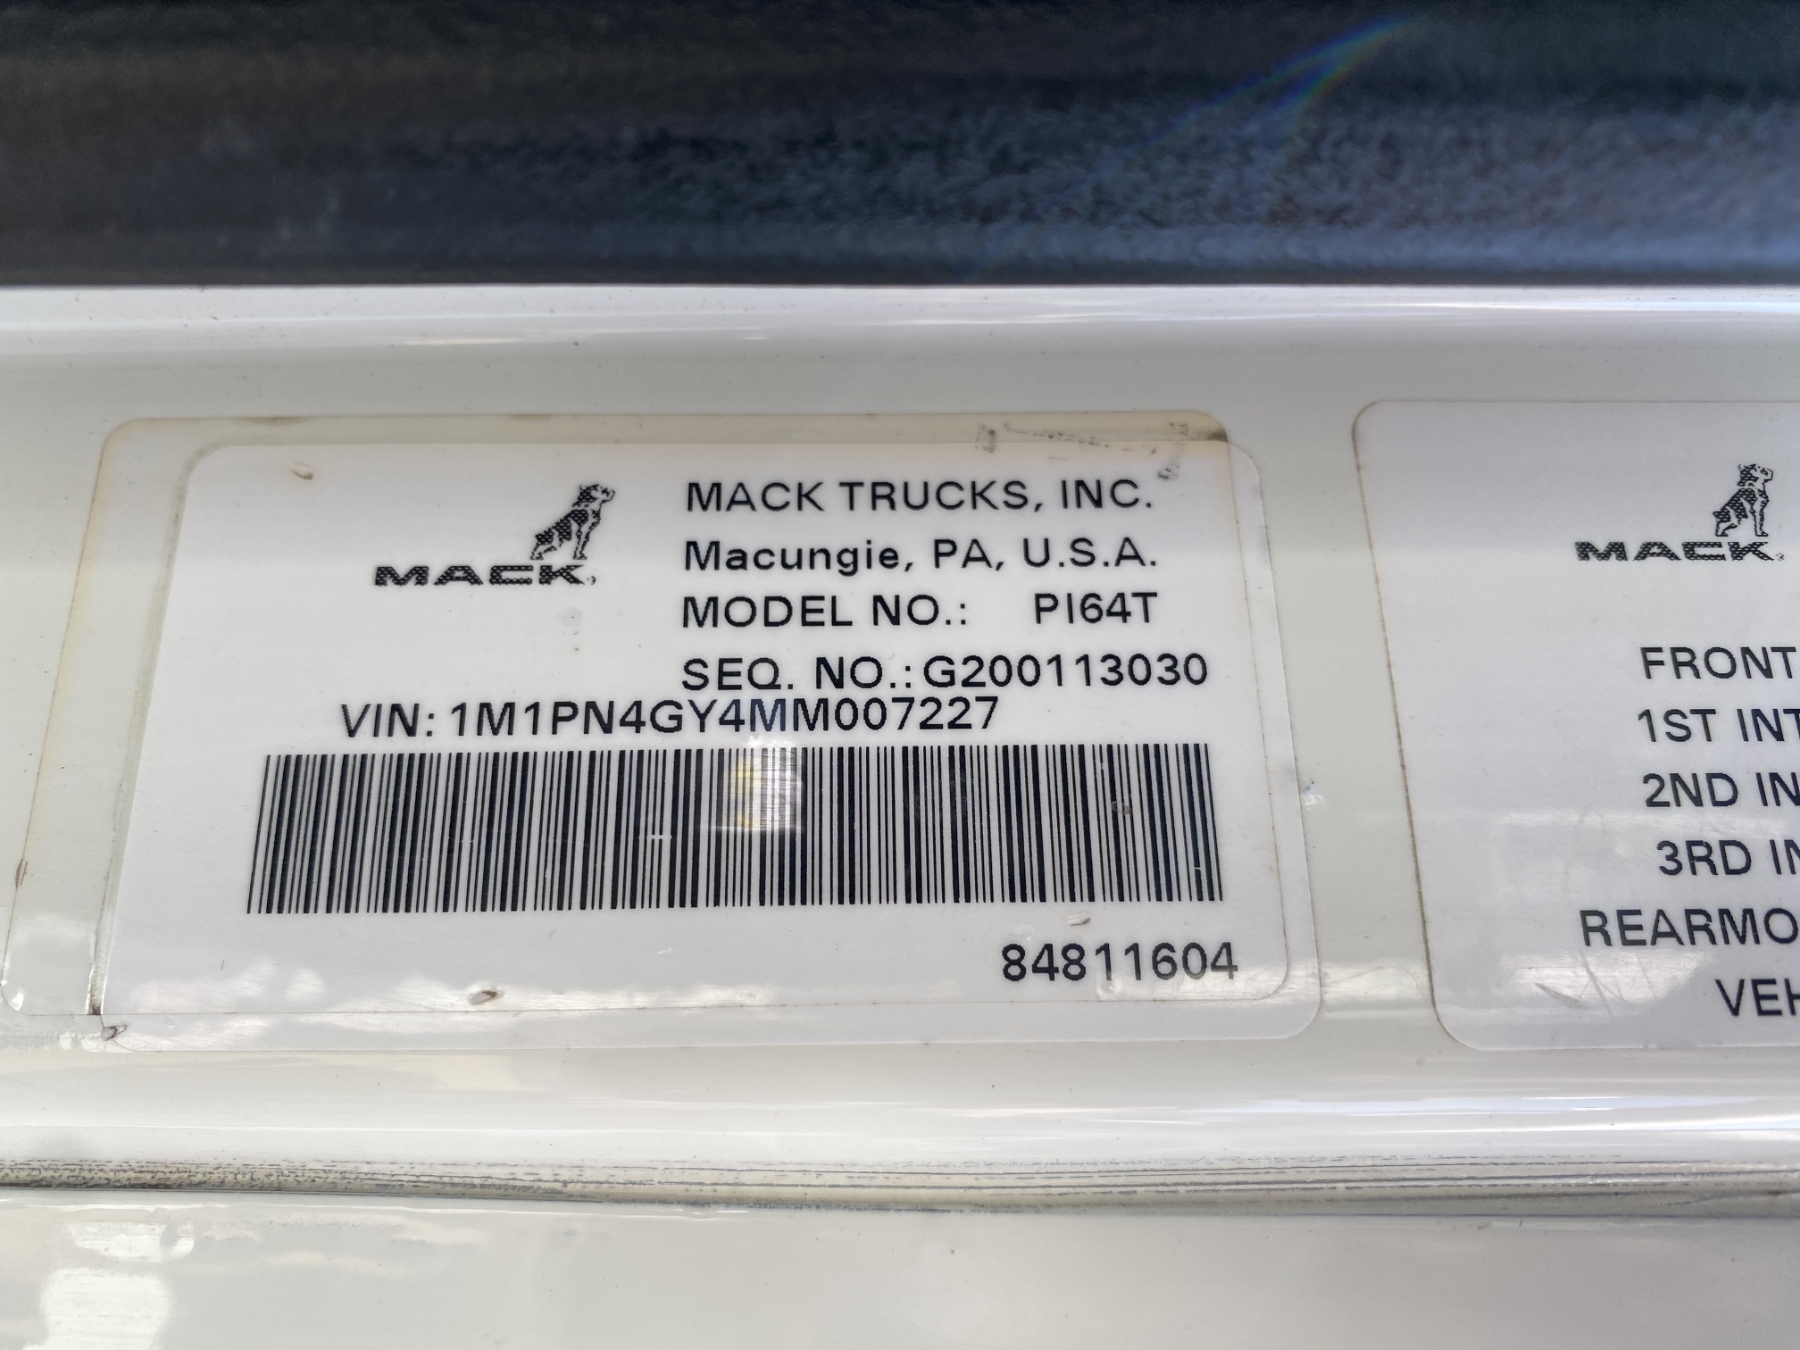 MACK
MACK TRUCKS, INC.
Macungie, PA, U.S.A.
MODEL NO.: PI64T
SEQ. NO.: G200113030
VIN: 1M1PN4GY4MM007227
84811604
MACK
FRONT
1ST INT
2ND IN
3RD IN
REARMO
VEH